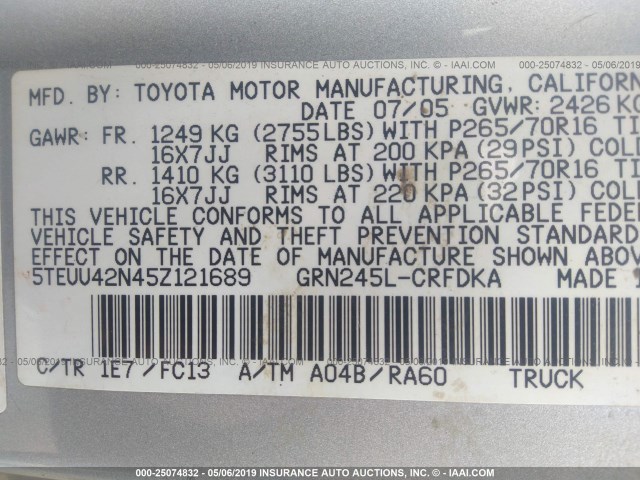 000-25074832 - 05/06/2019 INSURANCE AUTO AUCTIONS - IAAI.COM
MFD. BY: TOYOTA MOTOR MANUFACTURING, CALIFORN
DATE 07/05 GVWR: 2426 KG
GAWR: FR. 1249 KG (2755LBS) WITH P265/70R16 TI
16X7JJ RIMS AT 200 KPA (29PSI) COLD
RR. 1410 KG (3110 LBS) WITH P265/70R16 TI
16X7JJ RIMS AT 220 KPA (32PSI) COLD
THIS VEHICLE CONFORMS TO ALL APPLICABLE FEDER
VEHICLE SAFETY AND THEFT PREVENTION STANDARD
EFFECT ON THE DATE OF MANUFACTURE SHOWN ABOV
5TEUU42N45Z121689 GRN245L-CRFDKA MADE
C/TR 1E7/FC13 A/TM A04B/RA60 TRUCK
000-25074832 - 05/06/2019 INSURANCE AUTO AUCTIONS - IAAI.COM